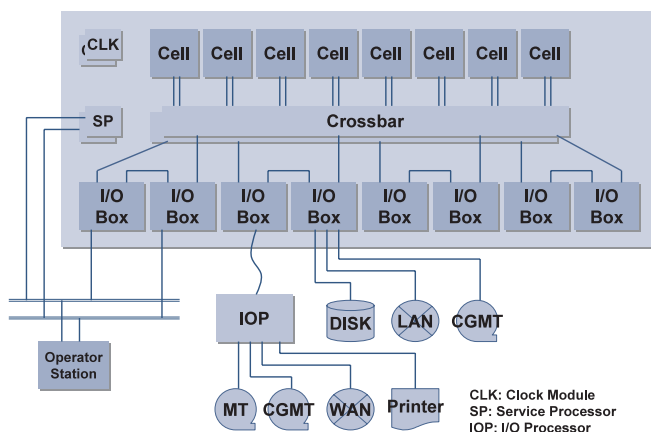 CLK
Cell Cell Cell Cell Cell Cell Cell Cell
SP
Crossbar
I/O Box I/O Box I/O Box I/O Box I/O Box I/O Box I/O Box I/O Box
IOP
DISK
LAN
CGMT
Operator
Station
MT
CGMT
WAN
Printer
CLK: Clock Module
SP: Service Processor
IOP: I/O Processor